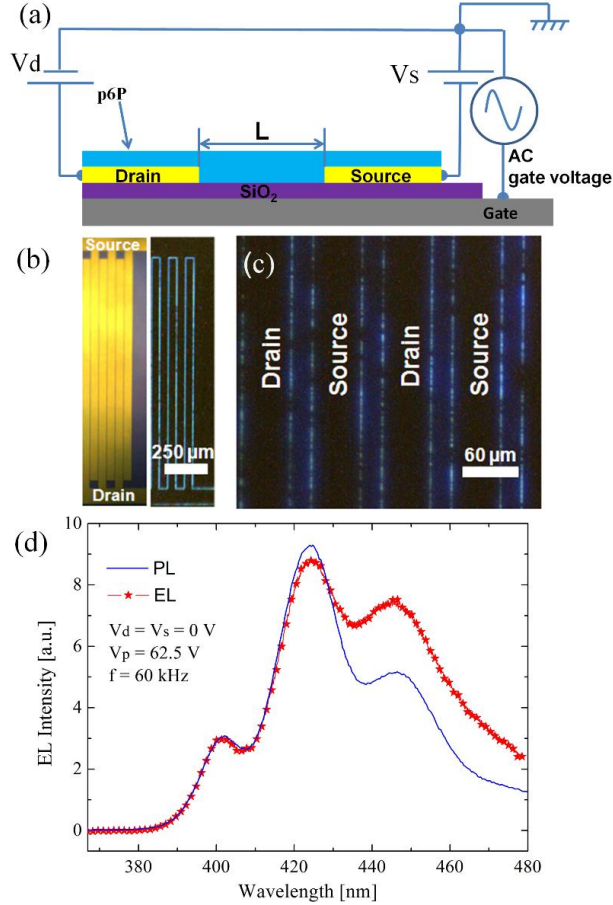 (a)
Vd
p6P
L
Vs
Drain
Source
SiO2
AC
gate voltage
Gate
(b)
Source
Drain
250 µm
(c)
Drain
Source
Drain
Source
60 µm
(d)
PL
EL
Vd = Vs = 0 V
Vp = 62.5 V
f = 60 kHz
EL Intensity [a.u.]
10
8
6
4
2
0
380
400
420
440
460
480
Wavelength [nm]